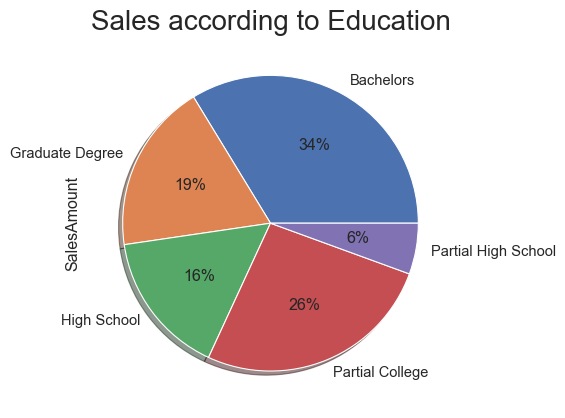 Sales according to Education
Bachelors
34%
Graduate Degree
19%
SalesAmount
6%
Partial High School
16%
High School
26%
Partial College